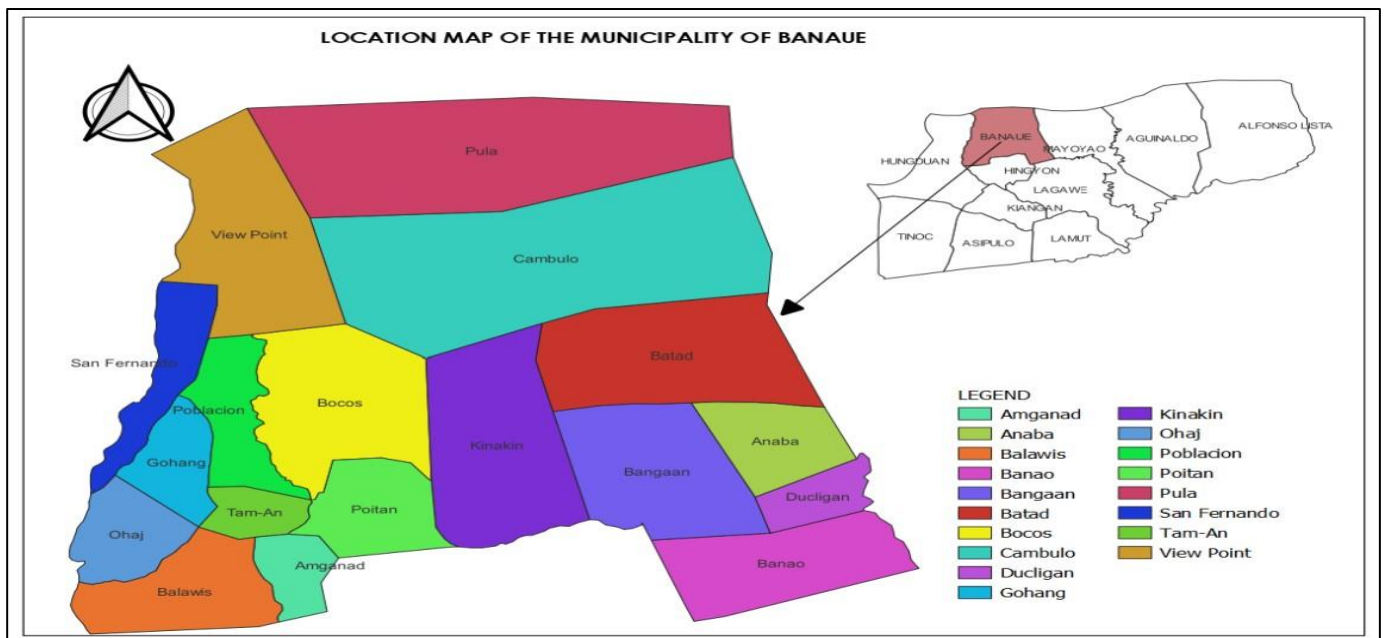 LOCATION MAP OF THE MUNICIPALITY OF BANAUE
Pula
View Point
Cambulo
San Fernando
Poblacion
Bocos
Batad
Kinakin
Gohang
Anaba
Bangaan
Ducligan
Tam-An
Poitan
Ohaj
Amganad
Banao
Balawis
BANAUE
MAYOYAO
AGUINALDO
ALFONSO LISTA
HUNGDUAN
HINGYON
LAGAWE
KIANGAN
TINOC
ASIPULO
LAMUT
LEGEND
Amganad
Anaba
Balawis
Banao
Bangaan
Batad
Bocos
Cambulo
Ducligan
Gohang
Kinakin
Ohaj
Poblacion
Poitan
Pula
San Fernando
Tam-An
View Point